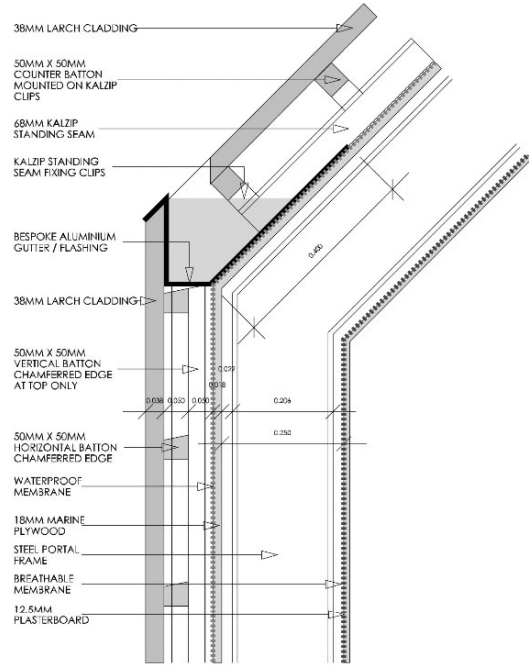 38MM LARCH CLADDING
50MM X 50MM
COUNTER BATTON
MOUNTED ON KALZIP
CLIPS
68MM KALZIP
STANDING SEAM
KALZIP STANDING
SEAM FIXING CLIPS
0.400
BESPOKE ALUMINIUM
GUTTER / FLASHING
38MM LARCH CLADDING
50MM X 50MM
VERTICAL BATTON
CHAMFERRED EDGE
AT TOP ONLY
0.018
0.038
0.050
0.050
0.206
0.250
50MM X 50MM
HORIZONTAL BATTON
CHAMFERRED EDGE
WATERPROOF
MEMBRANE
18MM MARINE
PLYWOOD
STEEL PORTAL
FRAME
BREATHABLE
MEMBRANE
12.5MM
PLASTERBOARD